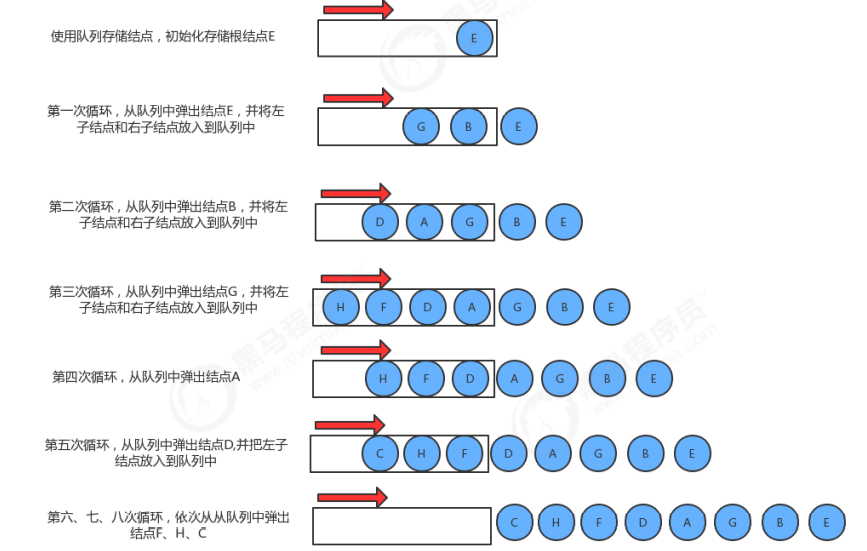 使用队列存储结点，初始化存储根结点E
E
第一次循环，从队列中弹出结点E，并将左
子结点和右子结点放入到队列中
G B E
第二次循环，从队列中弹出结点B，并将左
子结点和右子结点放入到队列中
D A G B E
第三次循环，从队列中弹出结点G，并将左
子结点和右子结点放入到队列中
H F D A G B E
第四次循环，从队列中弹出结点A
H F D A G B E
第五次循环，从队列中弹出结点D,并把左子
结点放入到队列中
C H F D A G B E
第六、七、八次循环，依次从从队列中弹出
结点F、H、C
C H F D A G B E
黑马程序员